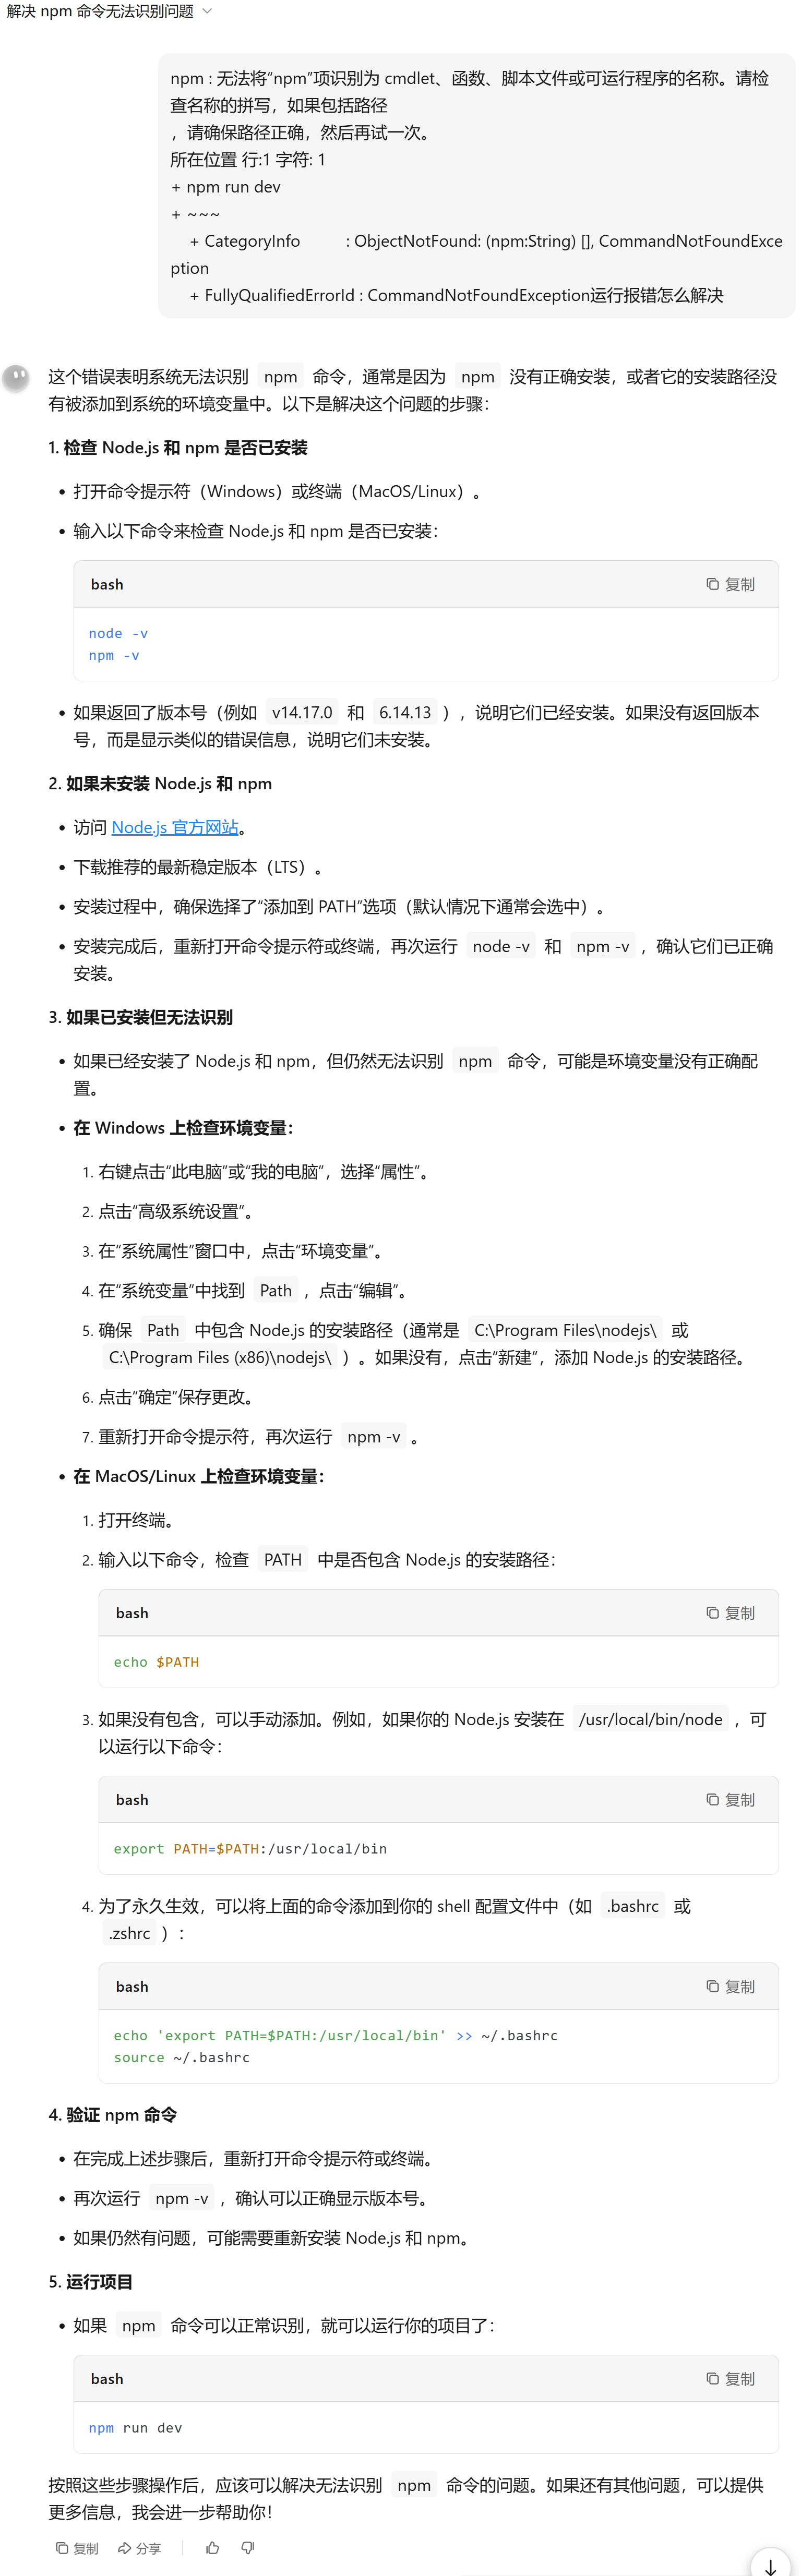 解决 npm 命令无法识别问题
npm : 无法将“npm”项识别为 cmdlet、函数、脚本文件或可运行程序的名称。请检
查名称的拼写，如果包括路径
，请确保路径正确，然后再试一次。
所在位置 行:1 字符: 1
+ npm run dev
+ ~~~
+ CategoryInfo : ObjectNotFound: (npm:String) [], CommandNotFoundExce
ption
+ FullyQualifiedErrorId : CommandNotFoundException运行报错怎么解决
这个错误表明系统无法识别 npm 命令，通常是因为 npm 没有正确安装，或者它的安装路径没
有被添加到系统的环境变量中。以下是解决这个问题的步骤：
1. 检查 Node.js 和 npm 是否已安装
• 打开命令提示符（Windows）或终端（MacOS/Linux）。
• 输入以下命令来检查 Node.js 和 npm 是否已安装：
bash 复制
node -v
npm -v
• 如果返回了版本号（例如 v14.17.0 和 6.14.13 ），说明它们已经安装。如果没有返回版本
号，而是显示类似的错误信息，说明它们未安装。
2. 如果未安装 Node.js 和 npm
• 访问 Node.js 官方网站。
• 下载推荐的最新稳定版本（LTS）。
• 安装过程中，确保选择了“添加到 PATH”选项（默认情况下通常会选中）。
• 安装完成后，重新打开命令提示符或终端，再次运行 node -v 和 npm -v ，确认它们已正确
安装。
3. 如果已安装但无法识别
• 如果已经安装了 Node.js 和 npm，但仍然无法识别 npm 命令，可能是环境变量没有正确配
置。
• 在 Windows 上检查环境变量：
1. 右键点击“此电脑”或“我的电脑”，选择“属性”。
2. 点击“高级系统设置”。
3. 在“系统属性”窗口中，点击“环境变量”。
4. 在“系统变量”中找到 Path ，点击“编辑”。
5. 确保 Path 中包含 Node.js 的安装路径（通常是 C:\Program Files\nodejs\ 或
C:\Program Files (x86)\nodejs\ ）。如果没有，点击“新建”，添加 Node.js 的安装路径。
6. 点击“确定”保存更改。
7. 重新打开命令提示符，再次运行 npm -v 。
• 在 MacOS/Linux 上检查环境变量：
1. 打开终端。
2. 输入以下命令，检查 PATH 中是否包含 Node.js 的安装路径：
bash 复制
echo $PATH
3. 如果没有包含，可以手动添加。例如，如果你的 Node.js 安装在 /usr/local/bin/node ，可
以运行以下命令：
bash 复制
export PATH=$PATH:/usr/local/bin
4. 为了永久生效，可以将上面的命令添加到你的 shell 配置文件中（如 .bashrc 或
.zshrc ）：
bash 复制
echo 'export PATH=$PATH:/usr/local/bin' >> ~/.bashrc
source ~/.bashrc
4. 验证 npm 命令
• 在完成上述步骤后，重新打开命令提示符或终端。
• 再次运行 npm -v ，确认可以正确显示版本号。
• 如果仍然有问题，可能需要重新安装 Node.js 和 npm。
5. 运行项目
• 如果 npm 命令可以正常识别，就可以运行你的项目了：
bash 复制
npm run dev
按照这些步骤操作后，应该可以解决无法识别 npm 命令的问题。如果还有其他问题，可以提供
更多信息，我会进一步帮助你！
复制 分享